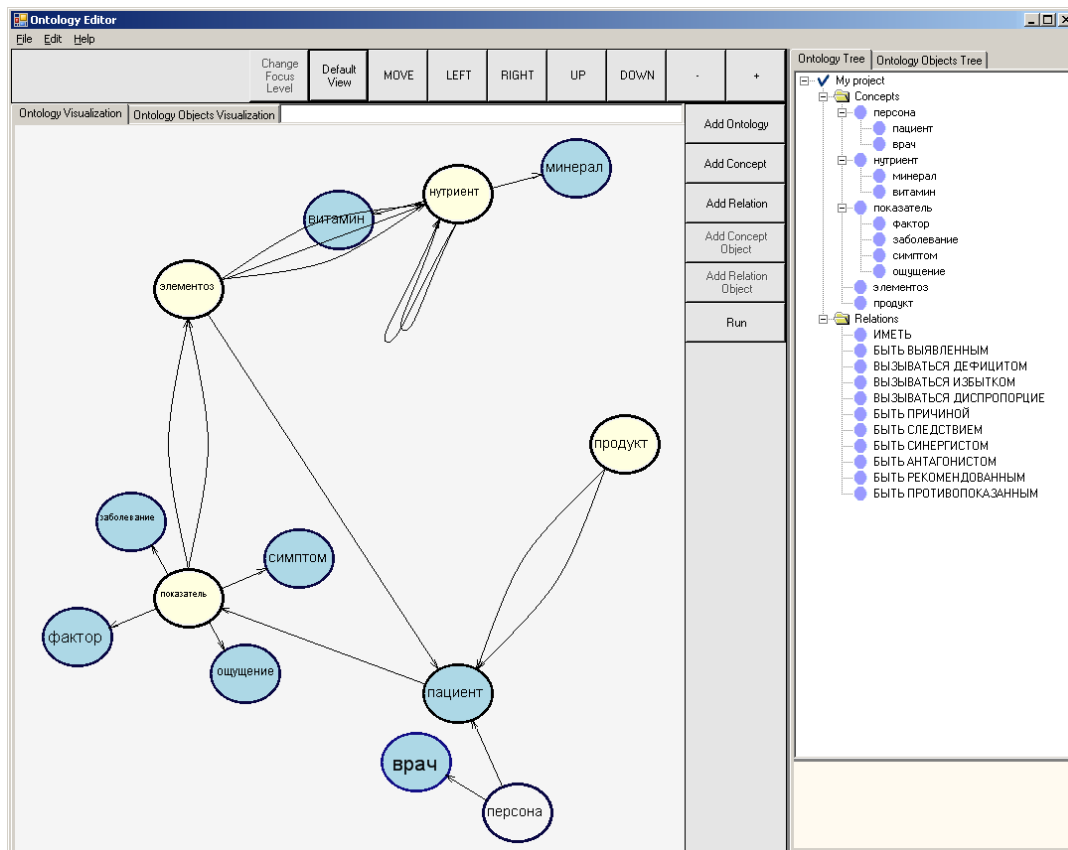 Ontology Editor
File Edit Help
Change
Focus
Level
Default
View
MOVE
LEFT
RIGHT
UP
DOWN
-
+
Ontology Visualization
Ontology Objects Visualization
минерал
нутриент
витамин
элементоз
продукт
заболевание
симптом
показатель
фактор
ощущение
пациент
врач
персона
Add Ontology
Add Concept
Add Relation
Add Concept
Object
Add Relation
Object
Run
Ontology Tree
Ontology Objects Tree
My project
Concepts
персона
пациент
врач
нутриент
минерал
витамин
показатель
фактор
заболевание
симптом
ощущение
элементоз
продукт
Relations
ИМЕТЬ
БЫТЬ ВЫЯВЛЕННЫМ
ВЫЗЫВАТЬСЯ ДЕФИЦИТОМ
ВЫЗЫВАТЬСЯ ИЗБЫТКОМ
ВЫЗЫВАТЬСЯ ДИСПРОПОРЦИЕ
БЫТЬ ПРИЧИНОЙ
БЫТЬ СЛЕДСТВИЕМ
БЫТЬ СИНЕРГИСТОМ
БЫТЬ АНТАГОНИСТОМ
БЫТЬ РЕКОМЕНДОВАННЫМ
БЫТЬ ПРОТИВОПОКАЗАННЫМ